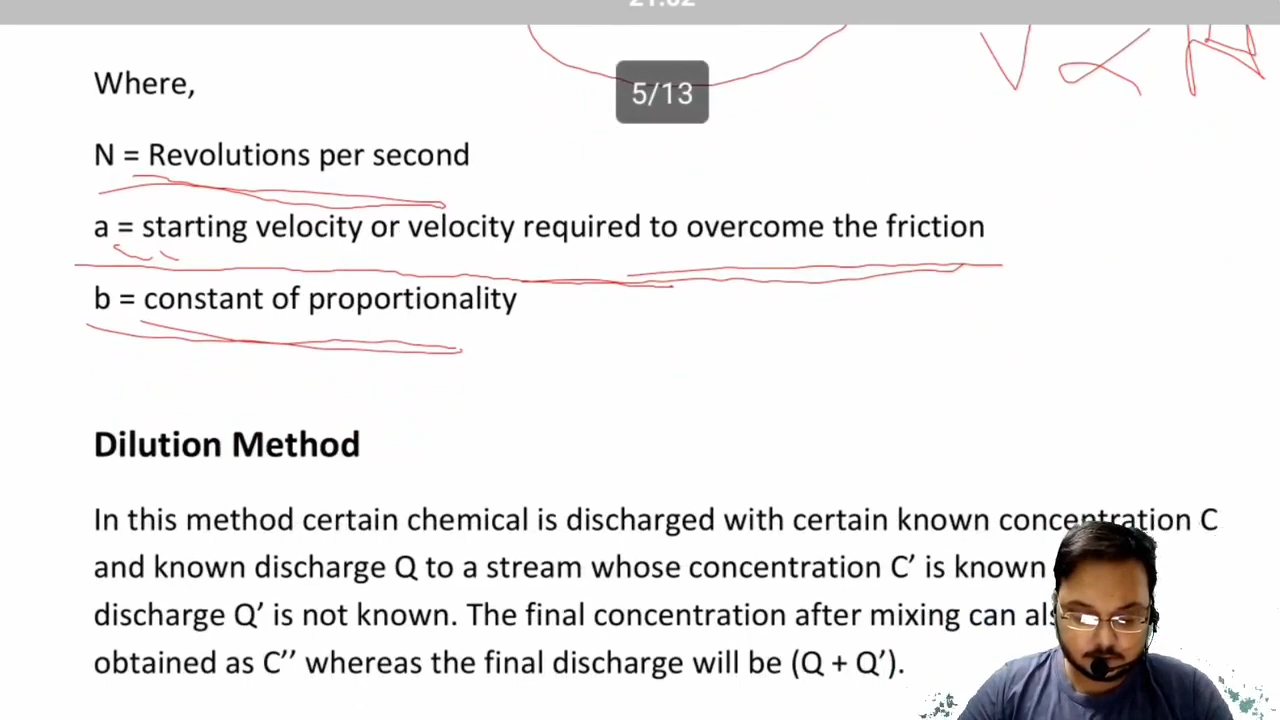 V ∝ N
5/13
Where,
N = Revolutions per second
a = starting velocity or velocity required to overcome the friction
b = constant of proportionality
Dilution Method
In this method certain chemical is discharged with certain known concentration C
and known discharge Q to a stream whose concentration C’ is known
discharge Q’ is not known. The final concentration after mixing can
obtained as C’’ whereas the final discharge will be (Q + Q’).